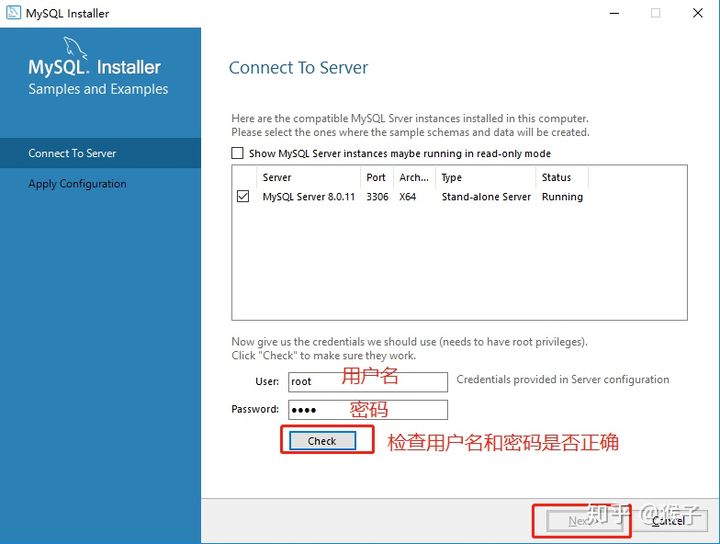 MySQL Installer
MySQL. Installer
Samples and Examples
Connect To Server
Apply Configuration
Connect To Server
Here are the compatible MySQL Srver instances installed in this computer.
Please select the ones where the sample schemas and data will be created.
Show MySQL Server instances maybe running in read-only mode
Server Port Arch... Type Status
MySQL Server 8.0.11 3306 X64 Stand-alone Server Running
Now give us the credentials we should use (needs to have root privileges).
Click "Check" to make sure they work.
User: root 用户名 Credentials provided in Server configuration
Password: •••• 密码
Check 检查用户名和密码是否正确
Next Cancel
知乎 @猴子